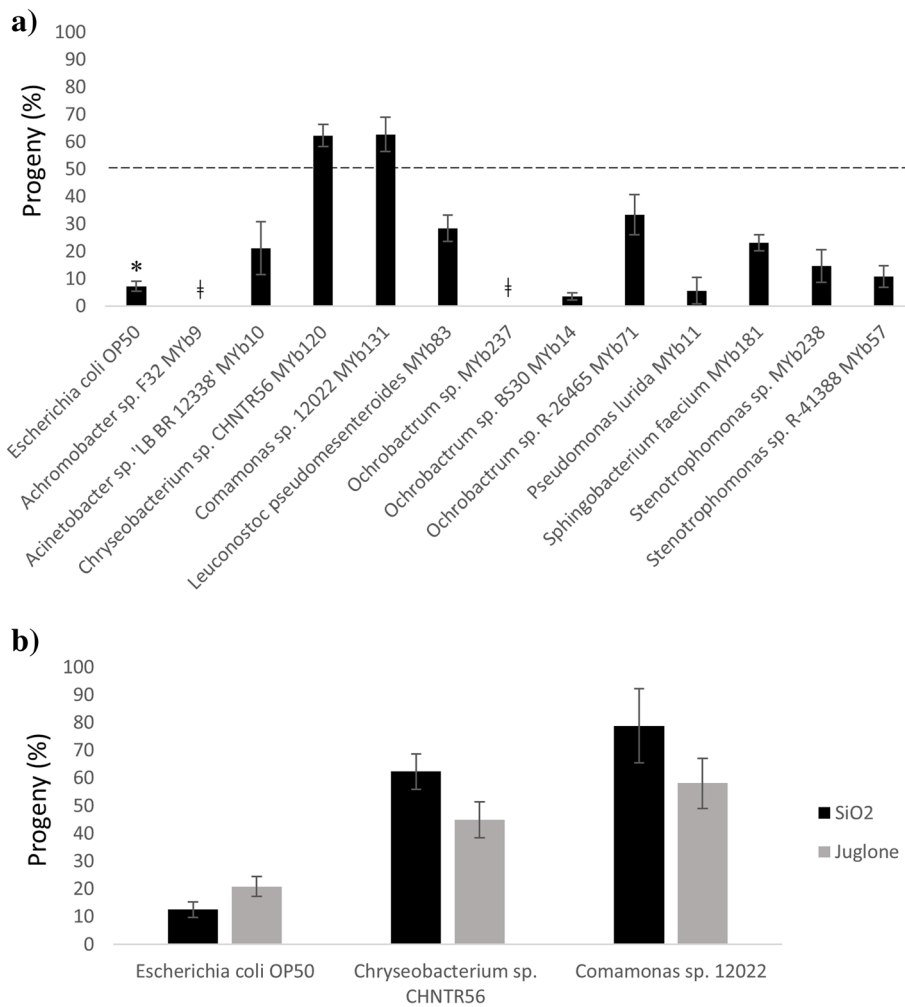 a)
Progeny (%)
100
90
80
70
60
50
40
30
20
10
0
*
ǂ
ǂ
Escherichia coli OP50
Achromobacter sp. F32 MYb9
Acinetobacter sp. 'LB BR 12338' MYb10
Chryseobacterium sp. CHNTR56 MYb120
Comamonas sp. 12022 MYb131
Leuconostoc pseudomesenteroides MYb83
Ochrobactrum sp. MYb237
Ochrobactrum sp. BS30 MYb14
Ochrobactrum sp. R-26465 MYb71
Pseudomonas lurida MYb11
Sphingobacterium faecium MYb181
Stenotrophomonas sp. MYb238
Stenotrophomonas sp. R-41388 MYb57
b)
Progeny (%)
100
90
80
70
60
50
40
30
20
10
0
Escherichia coli OP50
Chryseobacterium sp.
CHNTR56
Comamonas sp. 12022
SiO2
Juglone